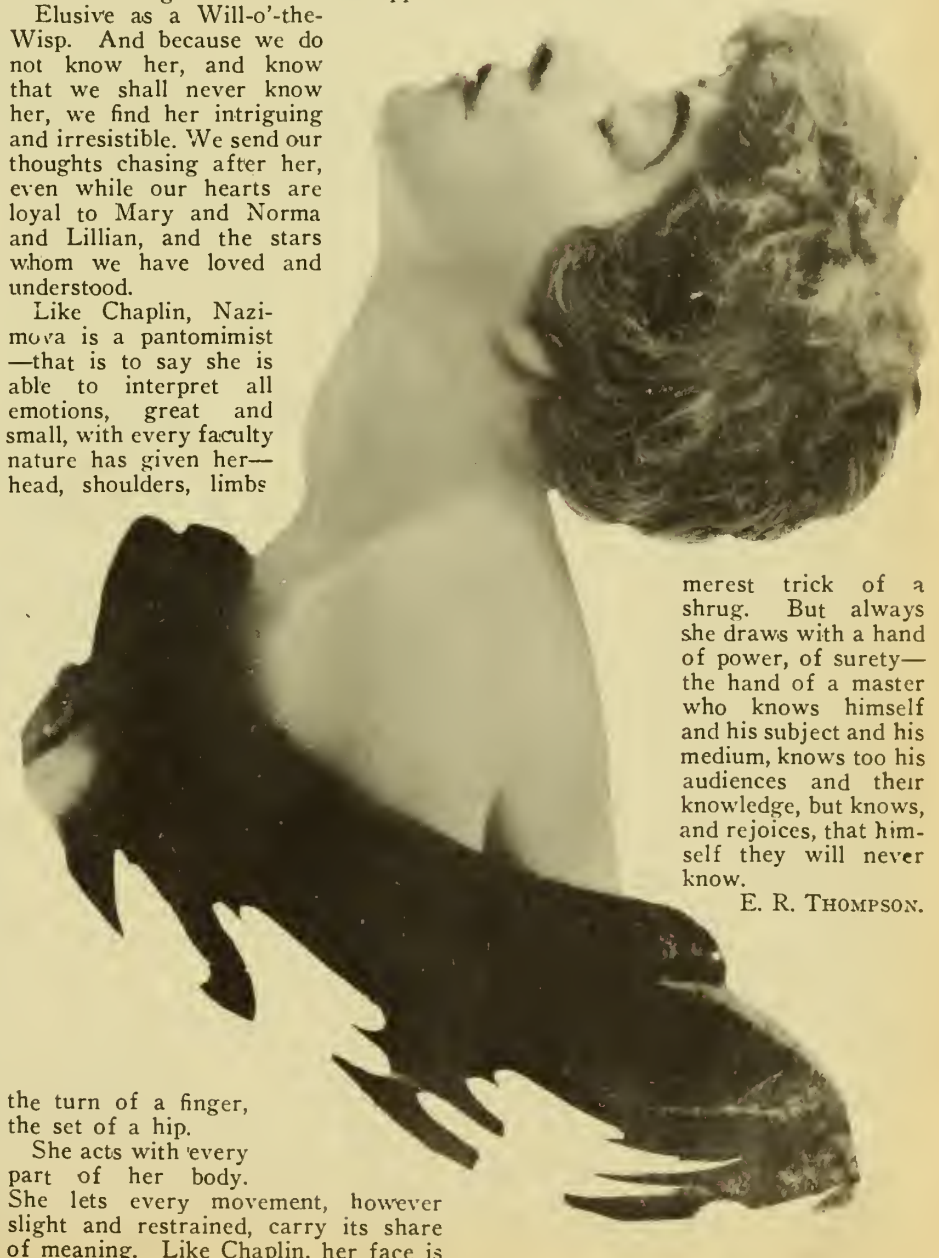 Elusive as a Will-o'-the-
Wisp. And because we do
not know her, and know
that we shall never know
her, we find her intriguing
and irresistible. We send our
thoughts chasing after her,
even while our hearts are
loyal to Mary and Norma
and Lillian, and the stars
whom we have loved and
understood.
Like Chaplin, Nazi-
mova is a pantomimist
—that is to say she is
able to interpret all
emotions, great and
small, with every faculty
nature has given her—
head, shoulders, limbs
the turn of a finger,
the set of a hip.
She acts with every
part of her body.
She lets every movement, however
slight and restrained, carry its share
of meaning. Like Chaplin, her face is
merest trick of a
shrug. But always
she draws with a hand
of power, of surety—
the hand of a master
who knows himself
and his subject and his
medium, knows too his
audiences and their
knowledge, but knows,
and rejoices, that him-
self they will never
know.
E. R. THOMPSON.